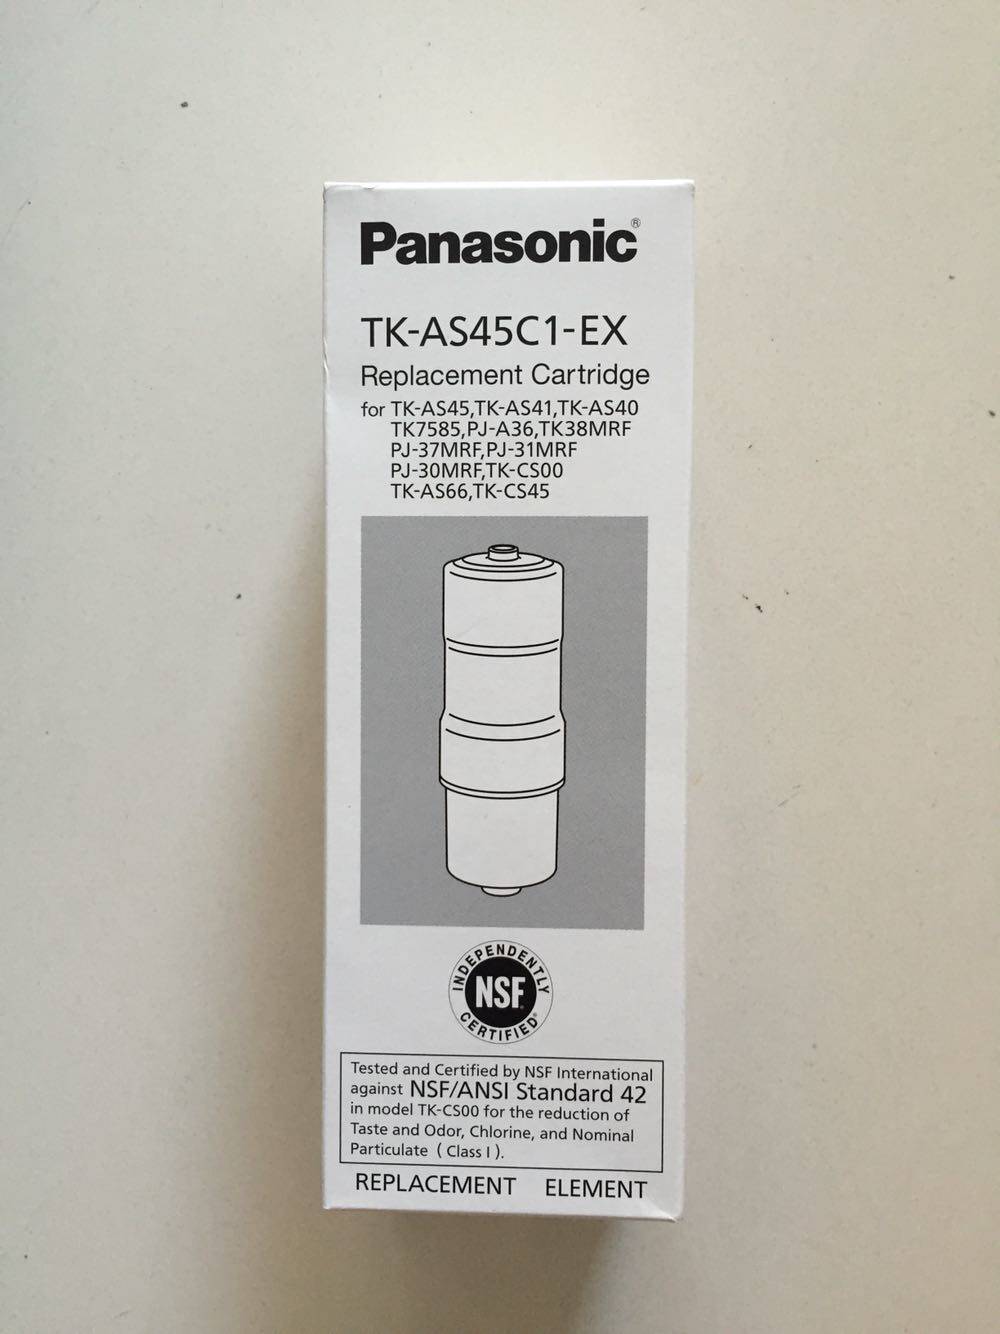 Panasonic®
TK-AS45C1-EX
Replacement Cartridge
for TK-AS45,TK-AS41,TK-AS40
TK7585,PJ-A36,TK38MRF
PJ-37MRF,PJ-31MRF
PJ-30MRF,TK-CS00
TK-AS66,TK-CS45
INDEPENDENTLY
NSF®
CERTIFIED®
Tested and Certified by NSF International
against NSF/ANSI Standard 42
in model TK-CS00 for the reduction of
Taste and Odor, Chlorine, and Nominal
Particulate ( Class I ).
REPLACEMENT ELEMENT